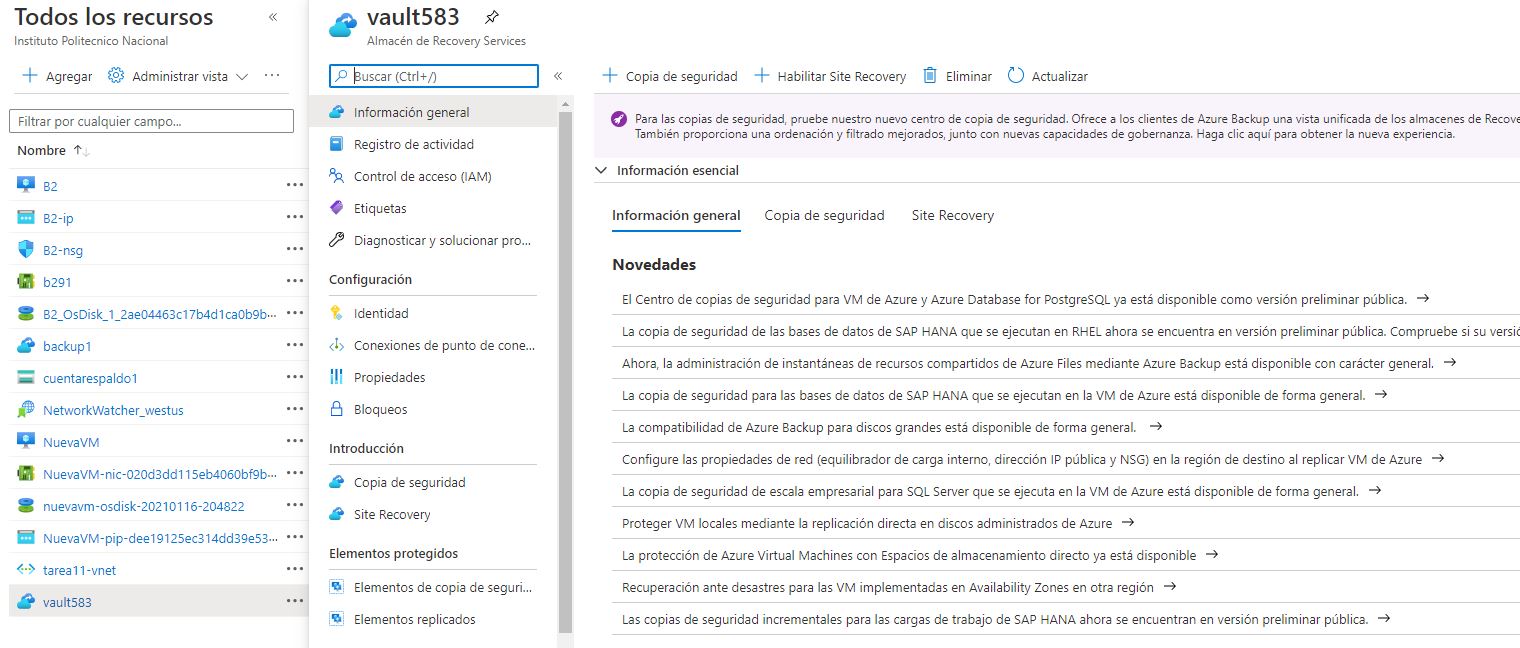 Todos los recursos
Instituto Politecnico Nacional
Agregar Administrar vista
Filtrar por cualquier campo...
Nombre
B2
B2-ip
B2-nsg
b291
B2_OsDisk_1_2ae04463c17b4d1ca0b9b...
backup1
cuentarespaldo1
NetworkWatcher_westus
NuevaVM
NuevaVM-nic-020d3dd115eb4060bf9b...
nuevavm-osdisk-20210116-204822
NuevaVM-pip-dee19125ec314dd39e53...
tarea11-vnet
vault583
vault583
Almacén de Recovery Services
Buscar (Ctrl+/)
Información general
Registro de actividad
Control de acceso (IAM)
Etiquetas
Diagnosticar y solucionar pro...
Configuración
Identidad
Conexiones de punto de cone...
Propiedades
Bloqueos
Introducción
Copia de seguridad
Site Recovery
Elementos protegidos
Elementos de copia de seguri...
Elementos replicados
Copia de seguridad Habilitar Site Recovery Eliminar Actualizar
Para las copias de seguridad, pruebe nuestro nuevo centro de copia de seguridad. Ofrece a los clientes de Azure Backup una vista unificada de los almacenes de Recove
También proporciona una ordenación y filtrado mejorados, junto con nuevas capacidades de gobernanza. Haga clic aquí para obtener la nueva experiencia.
Información esencial
Información general Copia de seguridad Site Recovery
Novedades
El Centro de copias de seguridad para VM de Azure y Azure Database for PostgreSQL ya está disponible como versión preliminar pública.
La copia de seguridad de las bases de datos de SAP HANA que se ejecutan en RHEL ahora se encuentra en versión preliminar pública. Compruebe si su versió
Ahora, la administración de instantáneas de recursos compartidos de Azure Files mediante Azure Backup está disponible con carácter general.
La copia de seguridad para las bases de datos de SAP HANA que se ejecutan en la VM de Azure está disponible de forma general.
La compatibilidad de Azure Backup para discos grandes está disponible de forma general.
Configure las propiedades de red (equilibrador de carga interno, dirección IP pública y NSG) en la región de destino al replicar VM de Azure
La copia de seguridad de escala empresarial para SQL Server que se ejecuta en la VM de Azure está disponible de forma general.
Proteger VM locales mediante la replicación directa en discos administrados de Azure
La protección de Azure Virtual Machines con Espacios de almacenamiento directo ya está disponible
Recuperación ante desastres para las VM implementadas en Availability Zones en otra región
Las copias de seguridad incrementales para las cargas de trabajo de SAP HANA ahora se encuentran en versión preliminar pública.